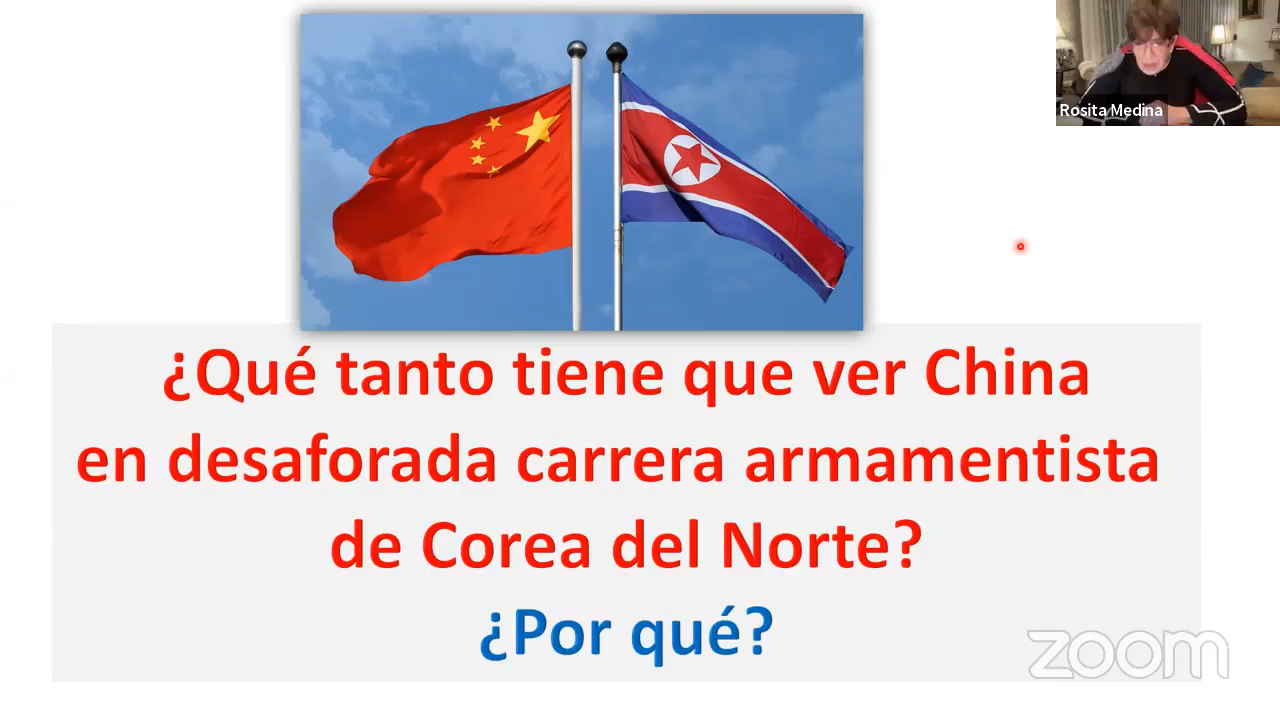 Rosita Medina
¿Qué tanto tiene que ver China
en desaforada carrera armamentista
de Corea del Norte?
¿Por qué?
zoom